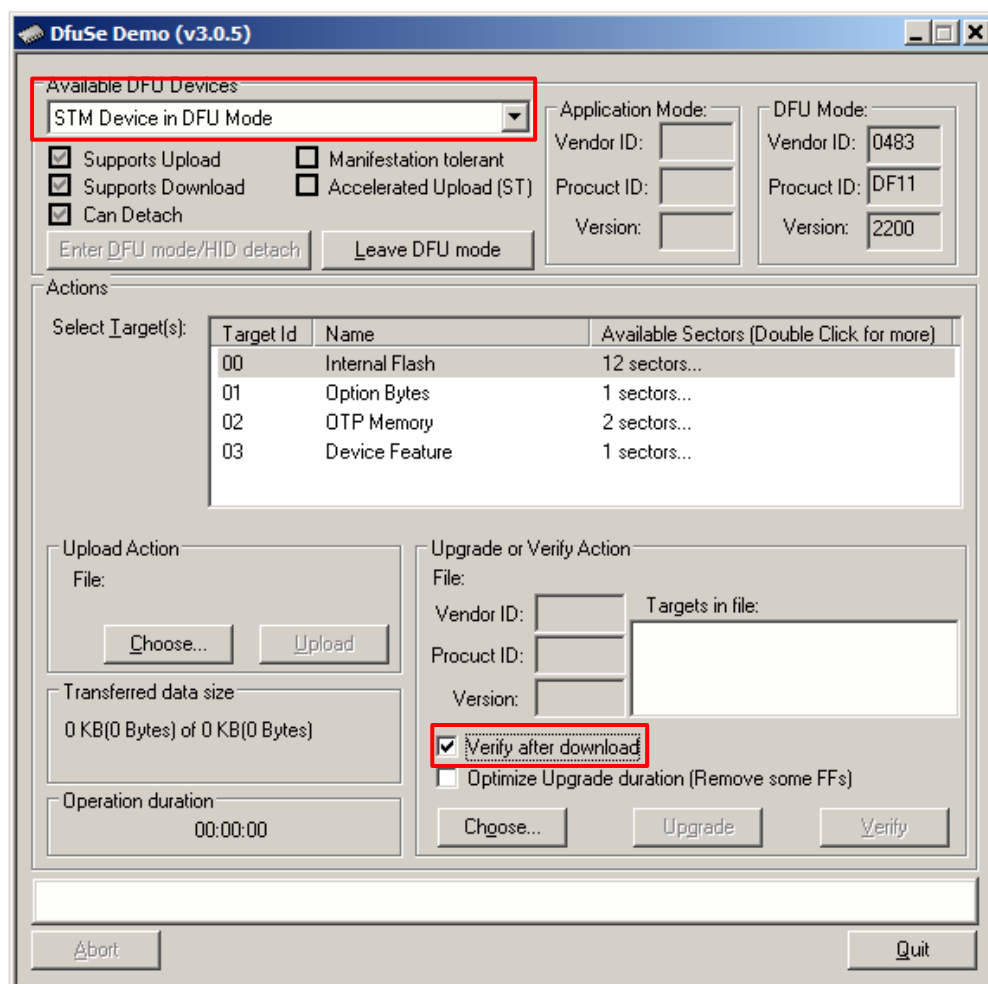 DfuSe Demo (v3.0.5)
Available DFU Devices
STM Device in DFU Mode
Supports Upload
Manifestation tolerant
Supports Download
Accelerated Upload (ST)
Can Detach
Enter DFU mode/HID detach
Leave DFU mode
Application Mode:
Vendor ID:
Procuct ID:
Version:
DFU Mode:
Vendor ID: 0483
Procuct ID: DF11
Version: 2200
Actions
Select Target(s):
Target Id Name Available Sectors (Double Click for more)
00 Internal Flash 12 sectors...
01 Option Bytes 1 sectors...
02 OTP Memory 2 sectors...
03 Device Feature 1 sectors...
Upload Action
File:
Choose... Upload
Transferred data size
0 KB(0 Bytes) of 0 KB(0 Bytes)
Operation duration
00:00:00
Upgrade or Verify Action
File:
Vendor ID:
Procuct ID:
Version:
Targets in file:
Verify after download
Optimize Upgrade duration (Remove some FFs)
Choose... Upgrade Verify
Abort Quit